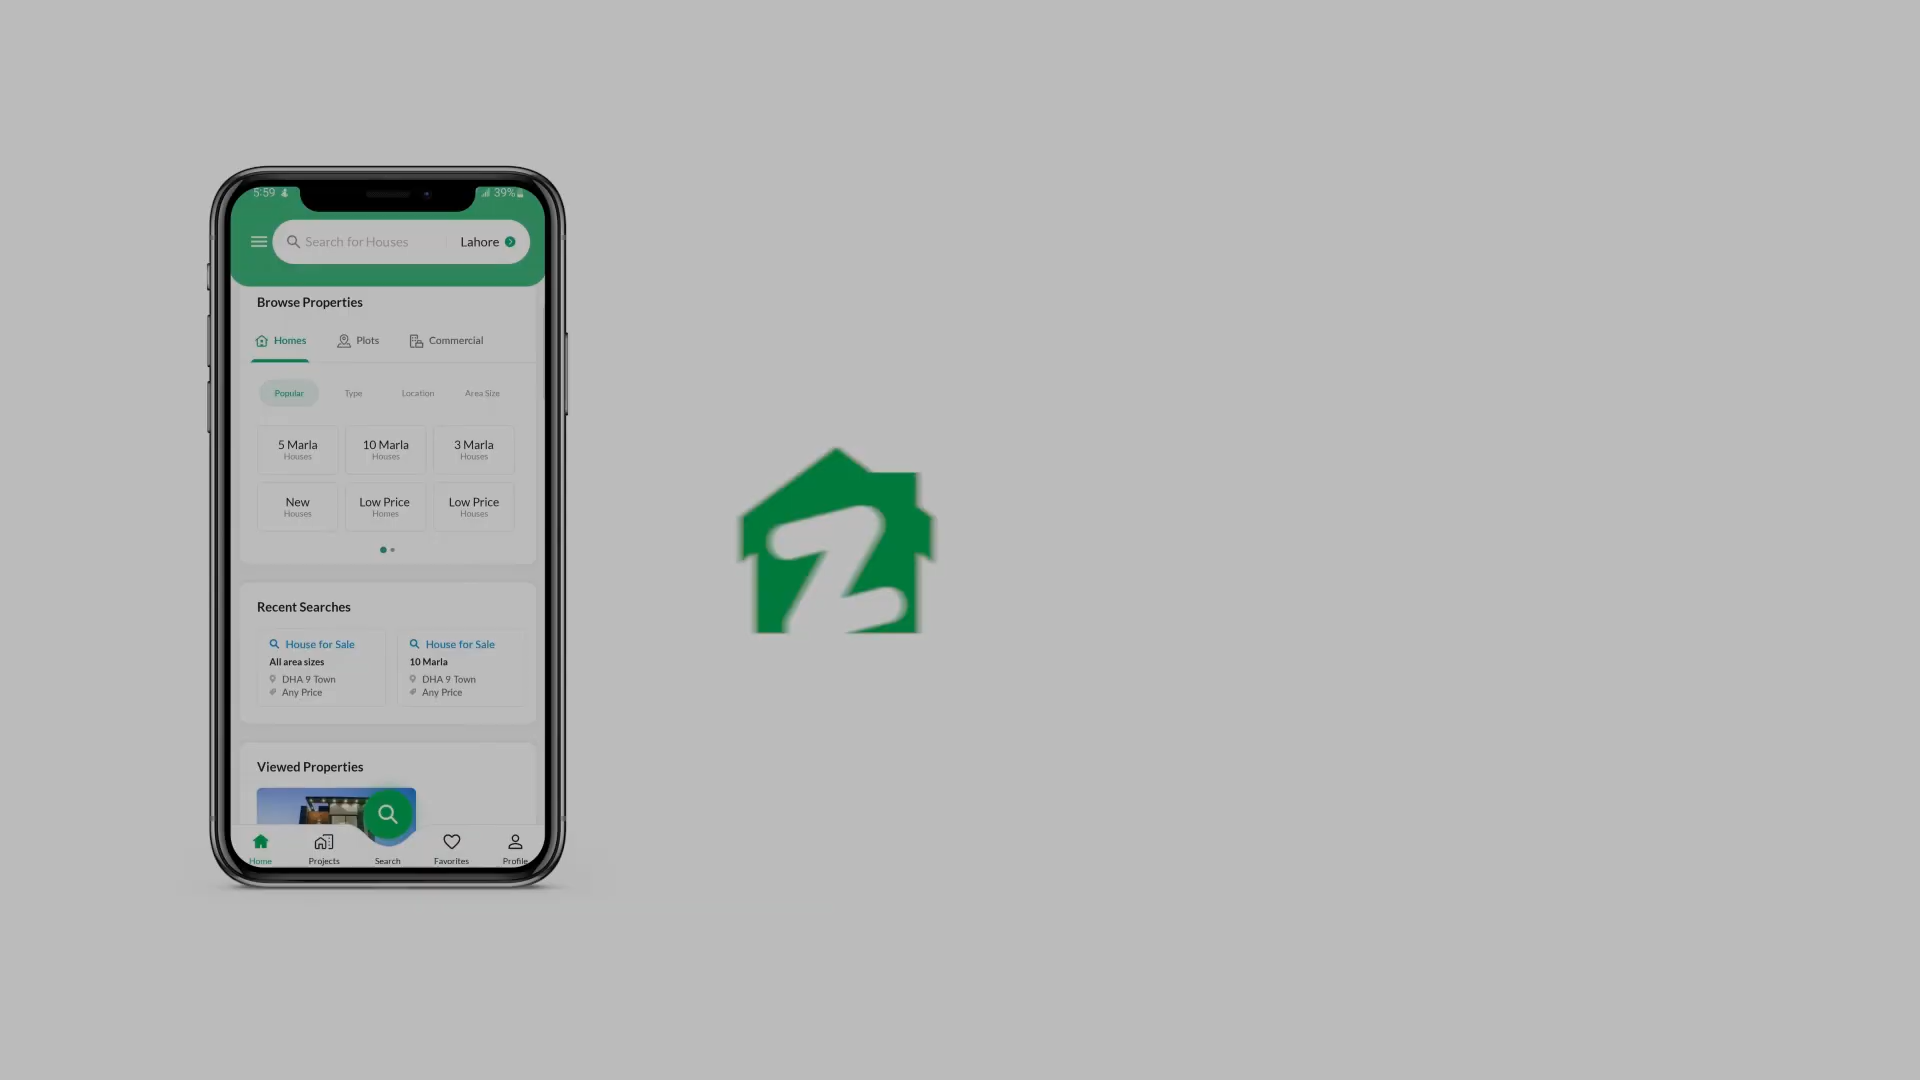 5:59 39%
Search for Houses Lahore
Browse Properties
Homes Plots Commercial
Popular Type Location Area Size
5 Marla 10 Marla 3 Marla
Houses Houses Houses
New Low Price Low Price
Houses Homes Houses
Recent Searches
House for Sale House for Sale
All area sizes 10 Marla
DHA 9 Town DHA 9 Town
Any Price Any Price
Viewed Properties
Home Projects Search Favorites Profile
Z